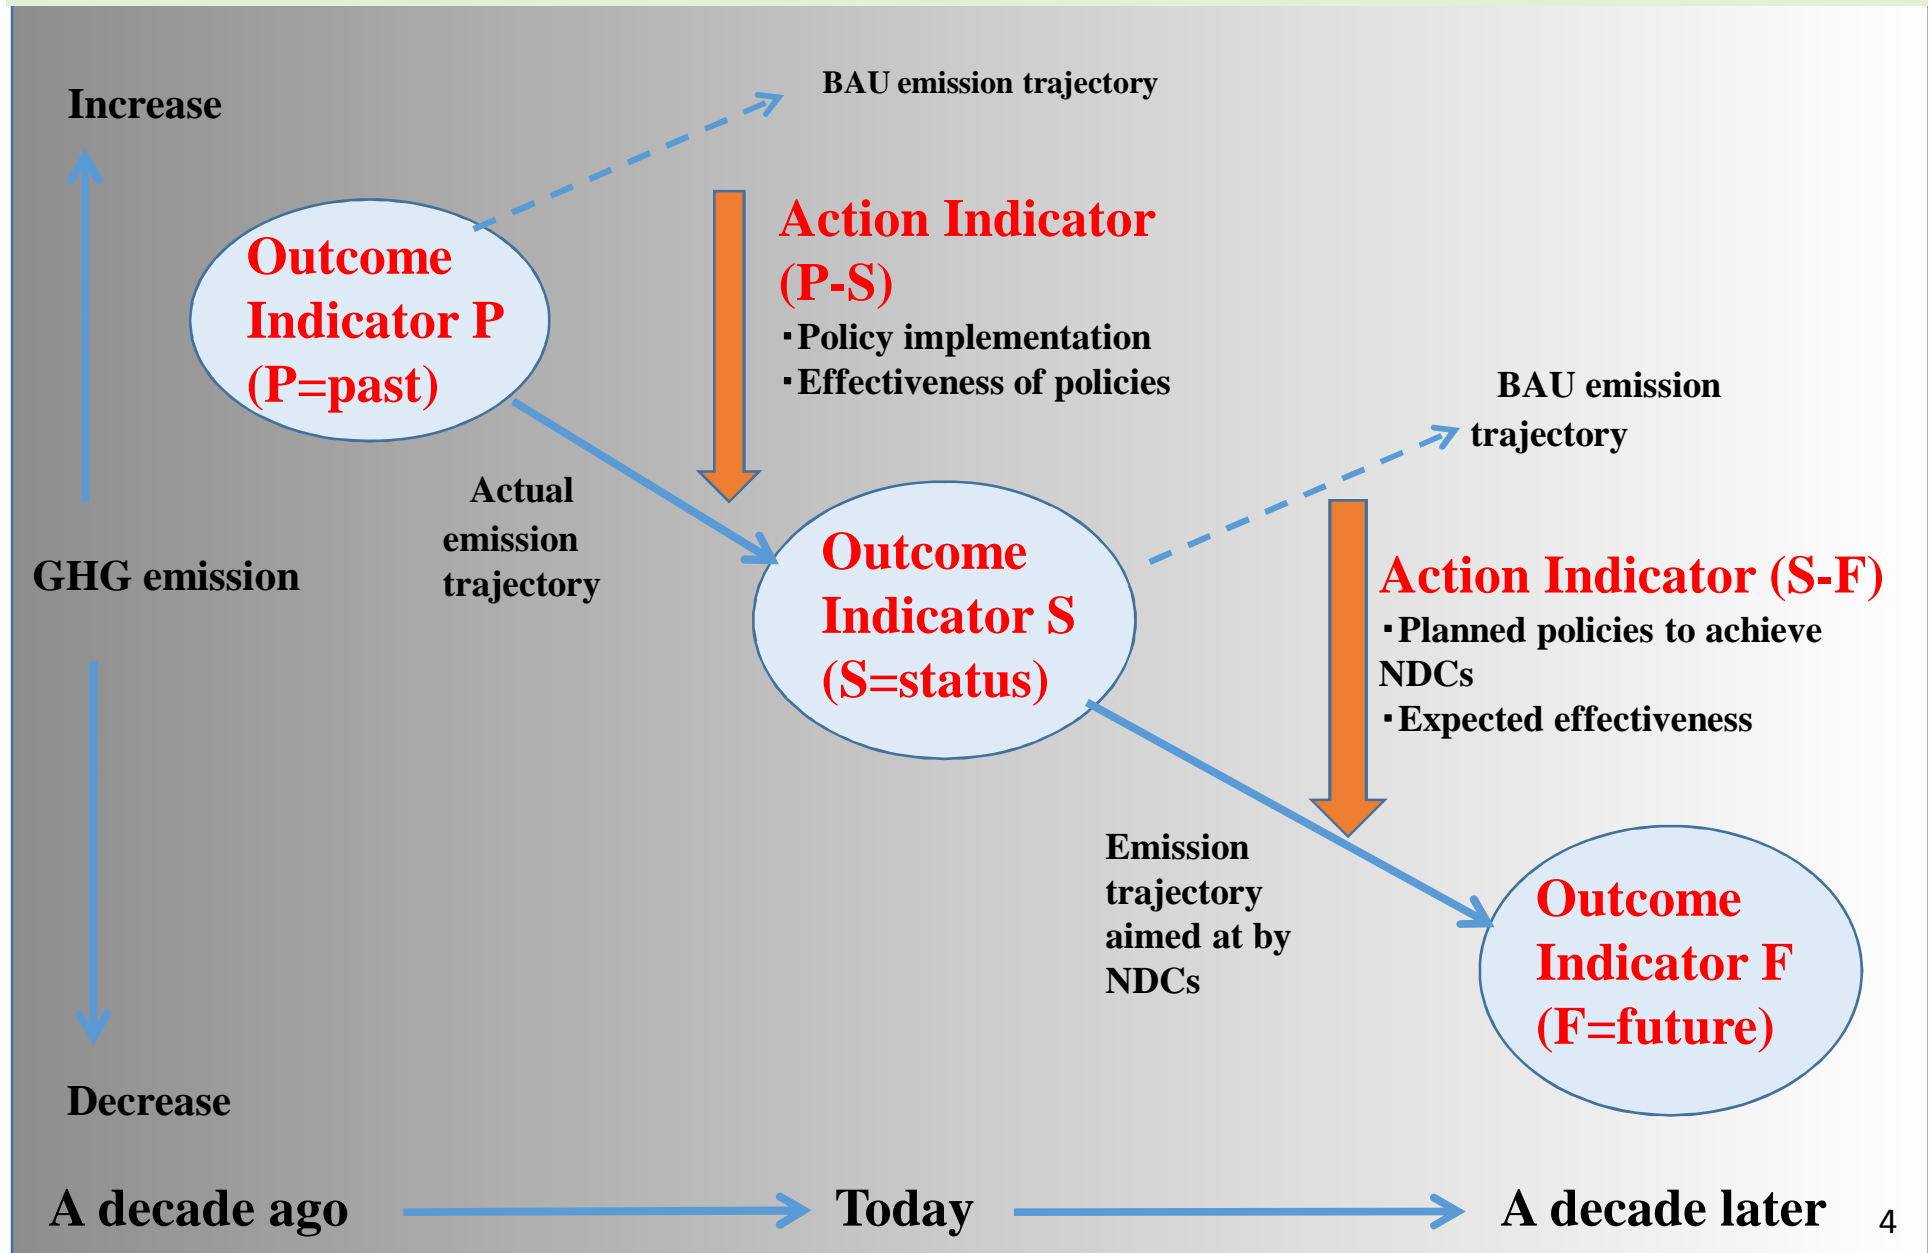 BAU emission trajectory
Increase
Action Indicator
(P-S)
・Policy implementation
・Effectiveness of policies
Outcome
Indicator P
(P=past)
BAU emission
trajectory
Actual
emission
trajectory
GHG emission
Outcome
Indicator S
(S=status)
Action Indicator (S-F)
・Planned policies to achieve
NDCs
・Expected effectiveness
Emission
trajectory
aimed at by
NDCs
Outcome
Indicator F
(F=future)
Decrease
A decade ago
Today
A decade later
4